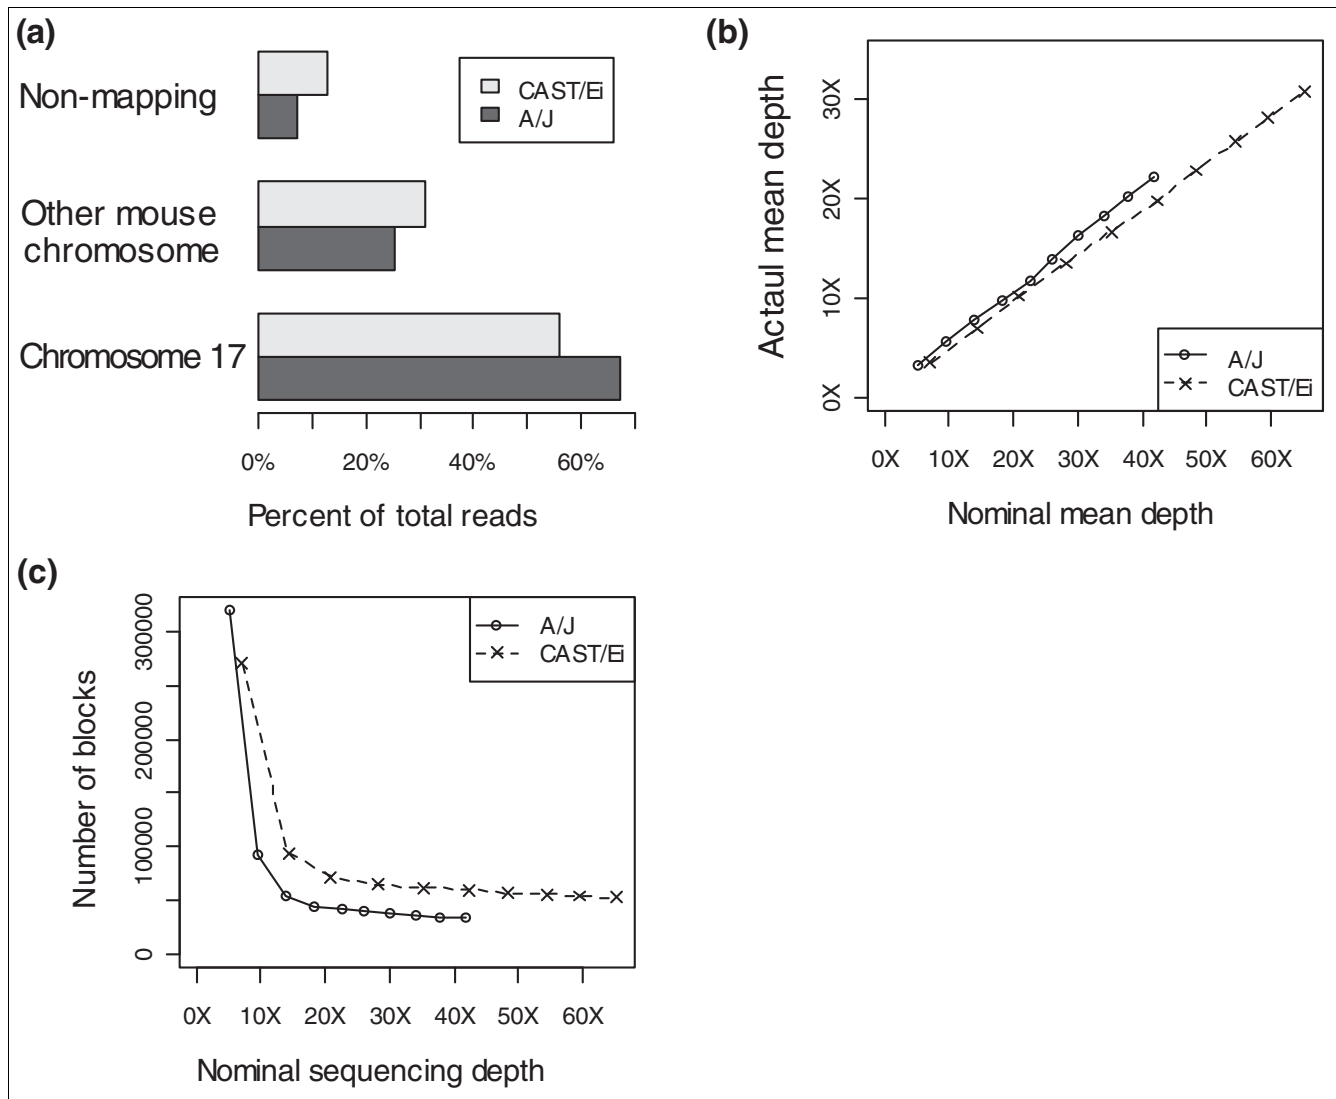 (a)
Non-mapping
Other mouse
chromosome
Chromosome 17
CAST/Ei
A/J
0% 20% 40% 60%
Percent of total reads
(b)
Actaul mean depth
30X
20X
10X
0X
A/J
CAST/Ei
0X 10X 20X 30X 40X 50X 60X
Nominal mean depth
(c)
Number of blocks
300000
200000
100000
0
A/J
CAST/Ei
0X 10X 20X 30X 40X 50X 60X
Nominal sequencing depth